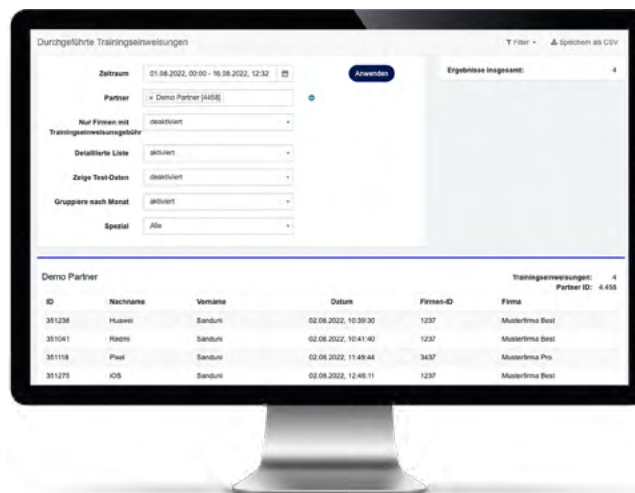 Durchgeführte Trainingseinweisungen
Filter
Speichern als CSV
Zeitraum
01.08.2022, 00:00 - 16.08.2022, 12:32
Anwenden
Ergebnisse insgesamt: 4
Partner
× Demo Partner [4458]
Nur Firmen mit
Trainingseinweisungsgebühr
deaktiviert
Detaillierte Liste
aktiviert
Zeige Test-Daten
deaktiviert
Gruppiere nach Monat
aktiviert
Spezial
Alle
Demo Partner
Trainingseinweisungen: 4
Partner ID: 4.458
ID Nachname Vorname Datum Firmen-ID Firma
351238 Huawei Sanduni 02.08.2022, 10:39:30 1237 Musterfirma Best
351041 Redmi Sanduni 02.08.2022, 10:41:40 1237 Musterfirma Best
351118 Pixel Sanduni 02.08.2022, 11:49:44 3437 Musterfirma Pro
351275 iOS Sanduni 02.08.2022, 12:46:11 1237 Musterfirma Best